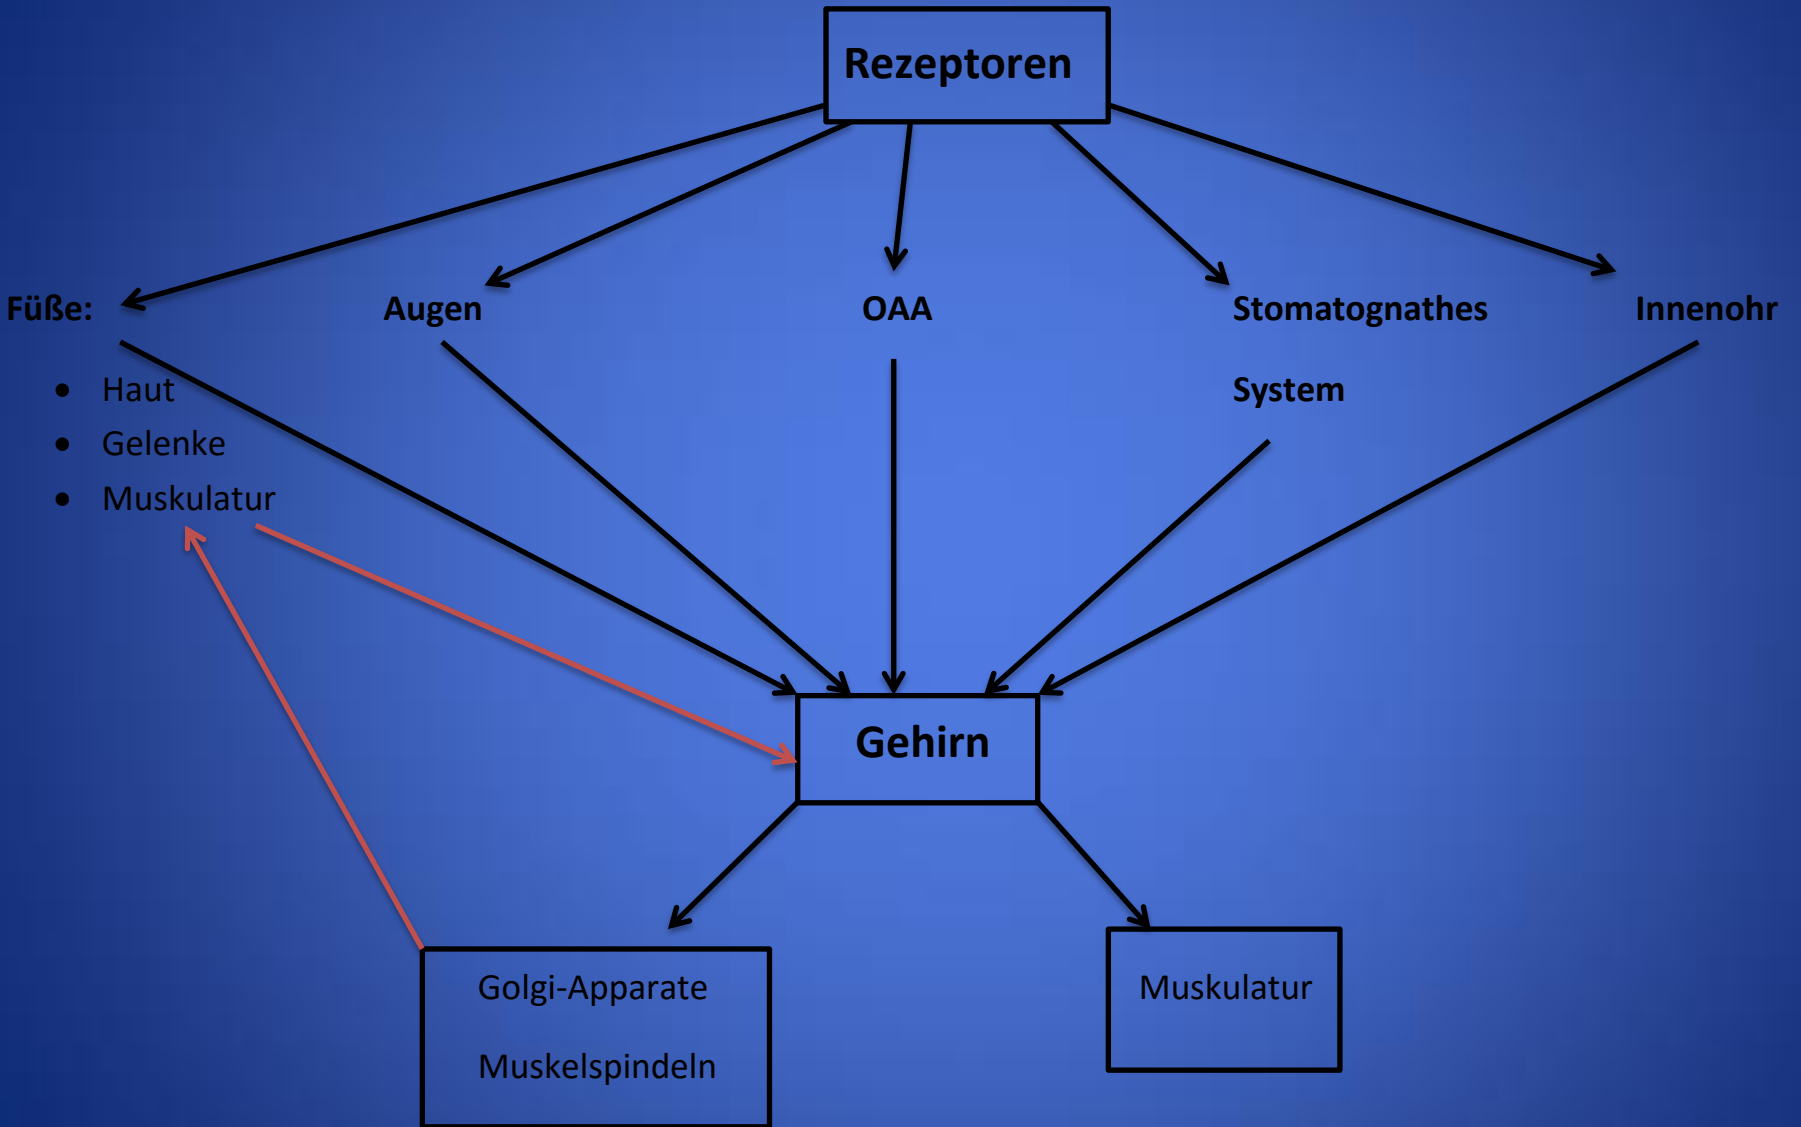 Rezeptoren
Füße:
Augen
OAA
Stomatognathes
System
Innenohr
• Haut
• Gelenke
• Muskulatur
Gehirn
Golgi-Apparate
Muskelspindeln
Muskulatur